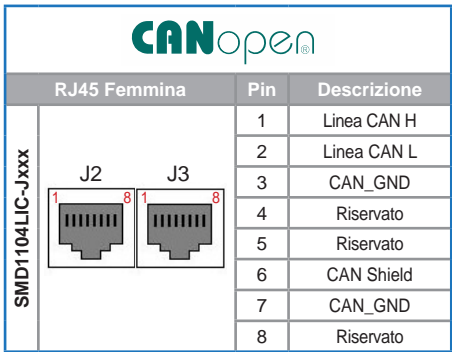 CANopen®
RJ45 Femmina Pin Descrizione
SMD1104LIC-Jxxx
J2 J3
1 8 1 8
1 Linea CAN H
2 Linea CAN L
3 CAN_GND
4 Riservato
5 Riservato
6 CAN Shield
7 CAN_GND
8 Riservato